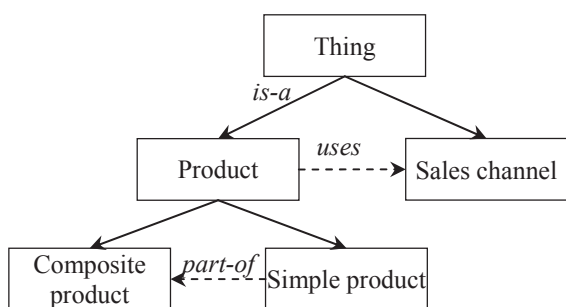 Thing
is-a
Product
uses
Sales channel
Composite
product
part-of
Simple product